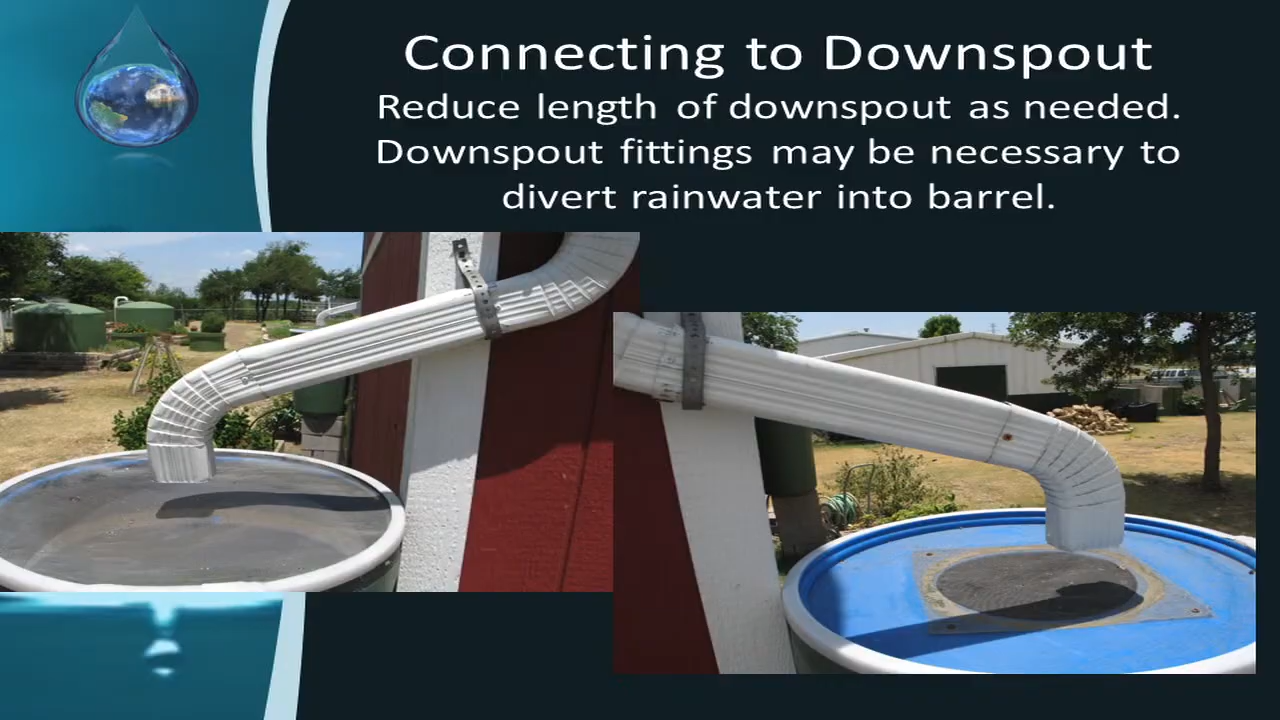 Connecting to Downspout
Reduce length of downspout as needed.
Downspout fittings may be necessary to
divert rainwater into barrel.